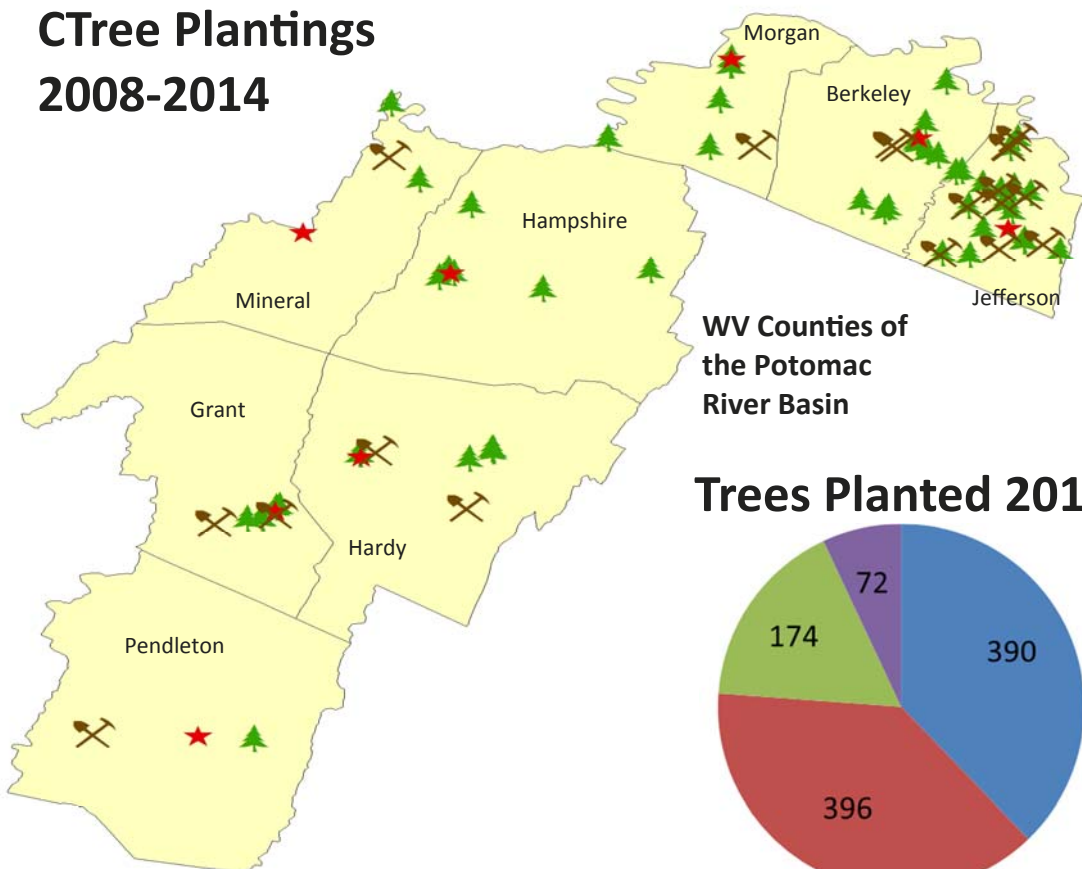 CTree Plantings
2008-2014
Morgan
Berkeley
Hampshire
Mineral
Jefferson
WV Counties of
the Potomac
River Basin
Grant
Hardy
Pendleton
Trees Planted 201
72
174
390
396